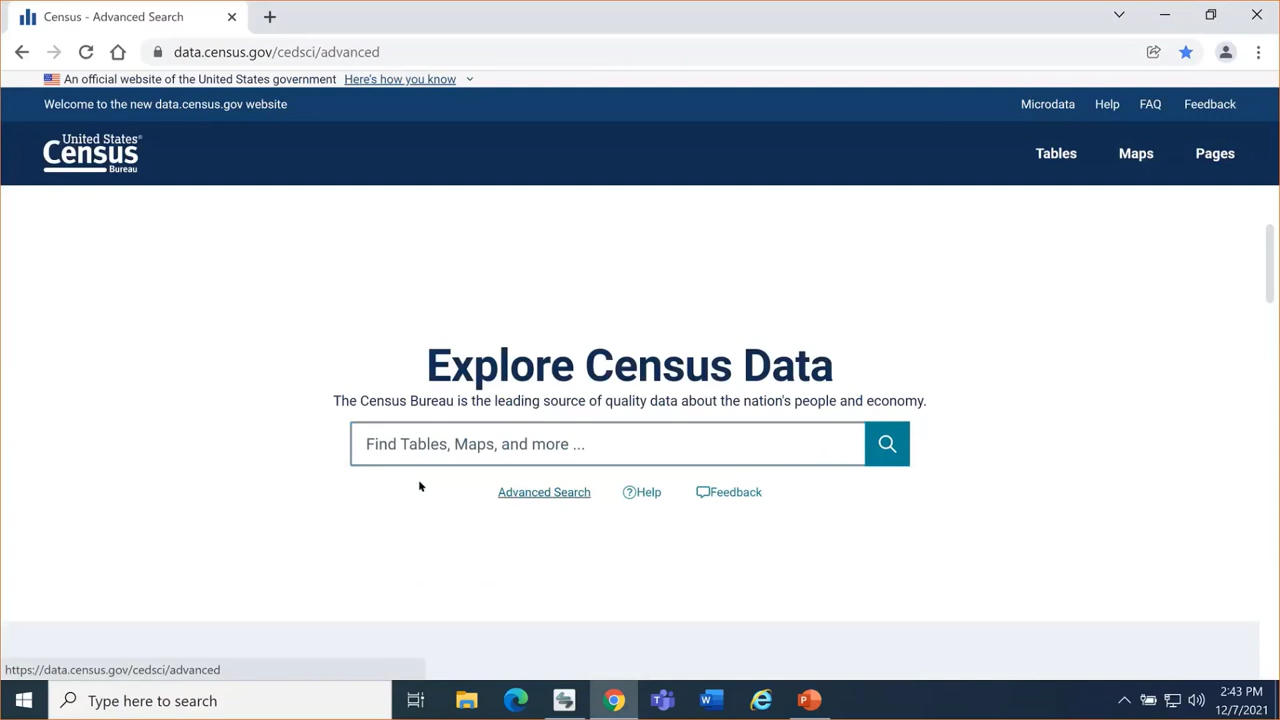 Census - Advanced Search
data.census.gov/cedsci/advanced
An official website of the United States government Here's how you know
Welcome to the new data.census.gov website
Microdata Help FAQ Feedback
United States®
Census
Bureau
Tables Maps Pages
Explore Census Data
The Census Bureau is the leading source of quality data about the nation's people and economy.
Find Tables, Maps, and more ...
Advanced Search Help Feedback
https://data.census.gov/cedsci/advanced
Type here to search
2:43 PM
12/7/2021